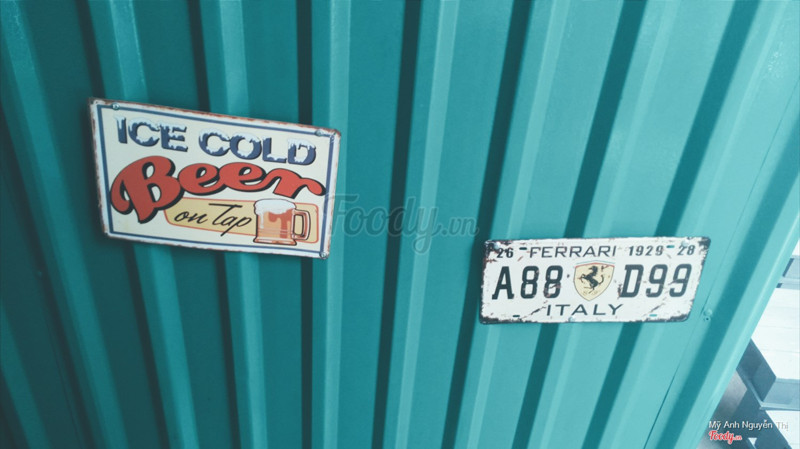 ICE COLD
Beer
on Tap
Foody.vn
26 FERRARI 1929 28
A88 D99
ITALY
Mỹ Anh Nguyễn Thị
Foody.vn